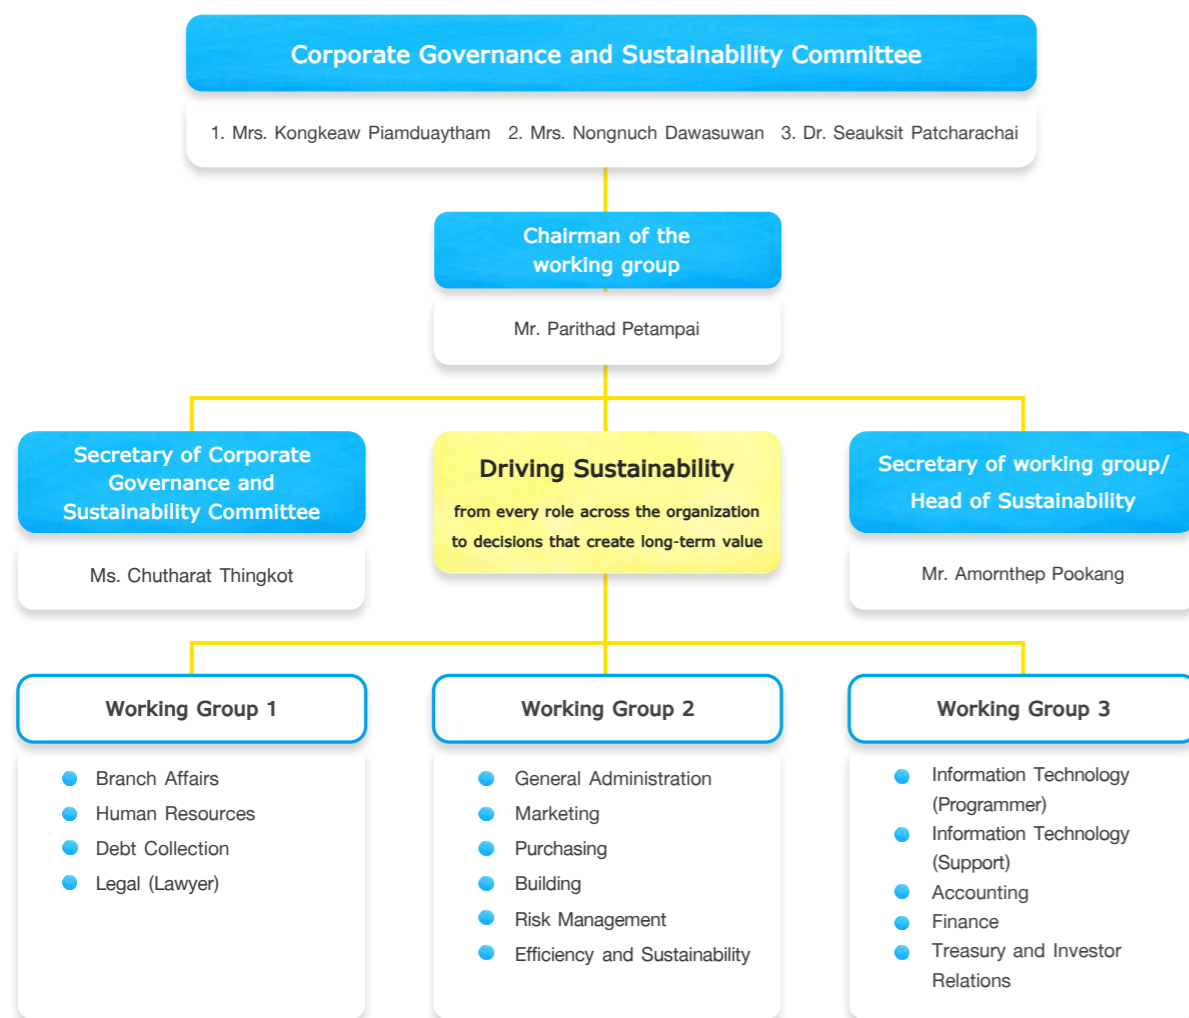 Corporate Governance and Sustainability Committee
1. Mrs. Kongkeaw Piamduaytham 2. Mrs. Nongnuch Dawasuwan 3. Dr. Seauksit Patcharachai
Chairman of the
working group
Mr. Parithad Petampai
Secretary of Corporate
Governance and
Sustainability Committee
Ms. Chutharat Thingkot
Driving Sustainability
from every role across the organization
to decisions that create long-term value
Secretary of working group/
Head of Sustainability
Mr. Amornthep Pookang
Working Group 1
Branch Affairs
Human Resources
Debt Collection
Legal (Lawyer)
Working Group 2
General Administration
Marketing
Purchasing
Building
Risk Management
Efficiency and Sustainability
Working Group 3
Information Technology
(Programmer)
Information Technology
(Support)
Accounting
Finance
Treasury and Investor
Relations